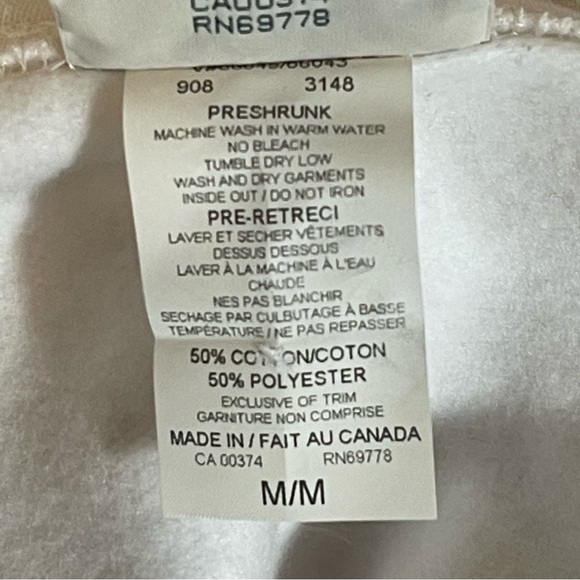 RN69778
908 3148
PRESHRUNK
MACHINE WASH IN WARM WATER
NO BLEACH
TUMBLE DRY LOW
WASH AND DRY GARMENTS
INSIDE OUT / DO NOT IRON
PRE-RETRECI
LAVER ET SECHER VÊTEMENTS
DESSUS DESSOUS
LAVER À LA MACHINE À L'EAU
CHAUDE
NES PAS BLANCHIR
SECHAGE PAR CULBUTAGE À BASSE
TEMPÉRATURE / NE PAS REPASSER
50% COTTON/COTON
50% POLYESTER
EXCLUSIVE OF TRIM
GARNITURE NON COMPRISE
MADE IN / FAIT AU CANADA
CA 00374 RN69778
M/M